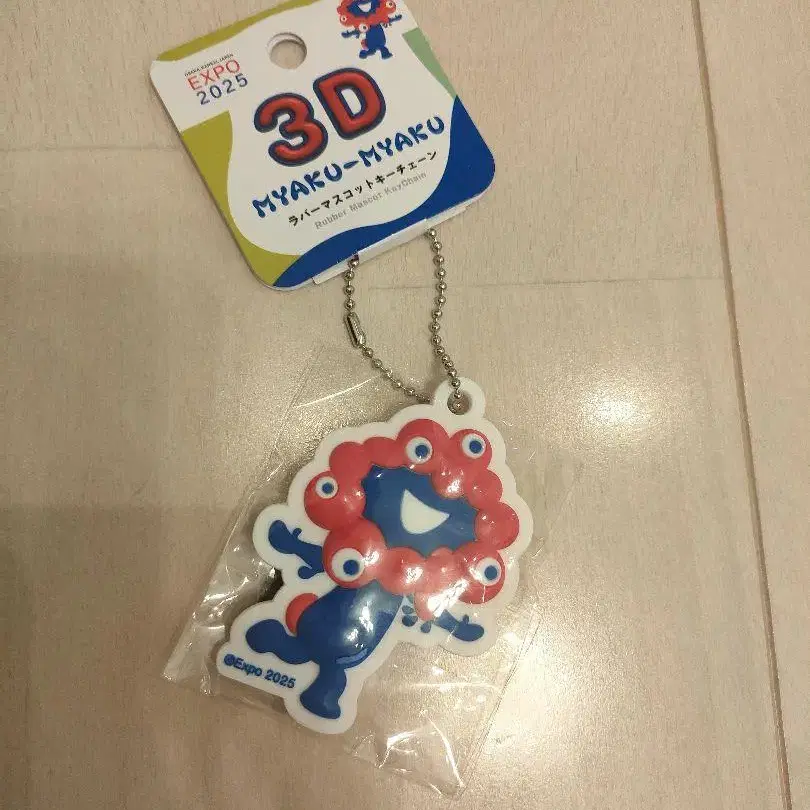 OSAKA, KANSAI, JAPAN
EXPO
2025
3D
MYAKU-MYAKU
ラバーマスコットキーチェーン
Rubber Mascot KeyChain
©Expo 2025